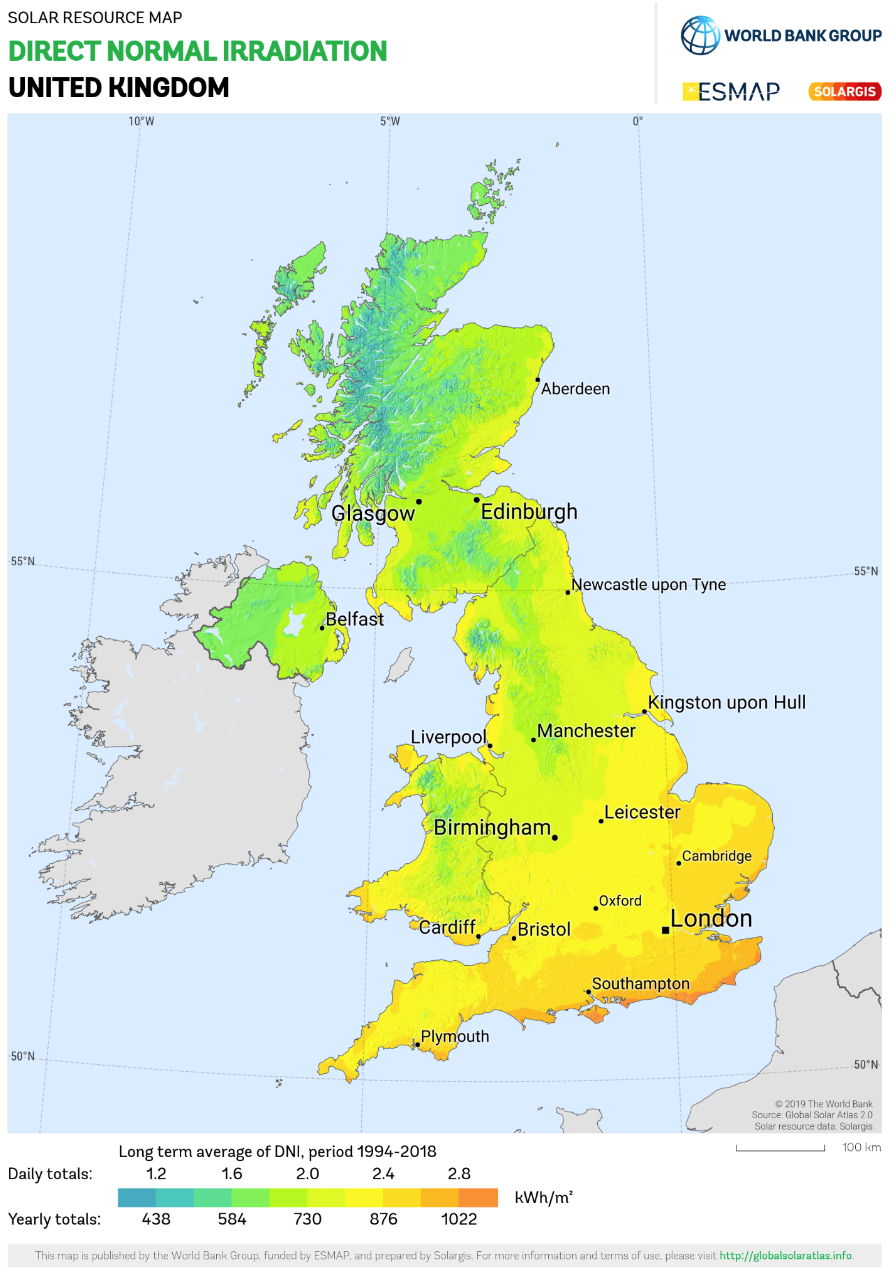 SOLAR RESOURCE MAP
DIRECT NORMAL IRRADIATION
UNITED KINGDOM
WORLD BANK GROUP
ESMAP
SOLARGIS
10°W
5°W
0°
Aberdeen
Glasgow
Edinburgh
55°N
55°N
Newcastle upon Tyne
Belfast
Kingston upon Hull
Manchester
Liverpool
Leicester
Birmingham
Cambridge
Oxford
London
Cardiff
Bristol
Southampton
Plymouth
50°N
50°N
© 2019 The World Bank
Source: Global Solar Atlas 2.0
Solar resource data: Solargis
100 km
Long term average of DNI, period 1994-2018
Daily totals: 1.2 1.6 2.0 2.4 2.8
kWh/m²
Yearly totals: 438 584 730 876 1022
This map is published by the World Bank Group, funded by ESMAP, and prepared by Solargis. For more information and terms of use, please visit http://globalsolaratlas.info.